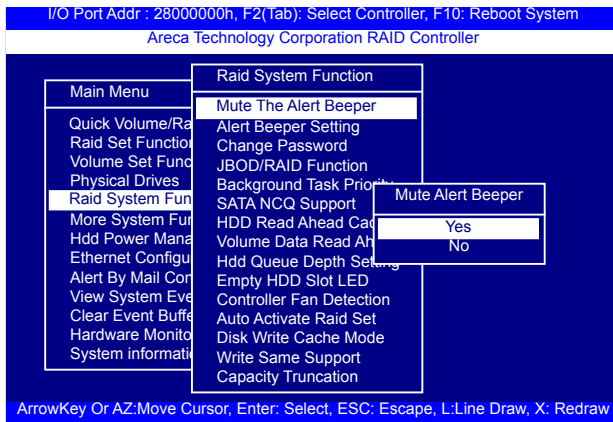 I/O Port Addr : 28000000h, F2(Tab): Select Controller, F10: Reboot System
Areca Technology Corporation RAID Controller
Main Menu
Quick Volume/Ra
Raid Set Function
Volume Set Func
Physical Drives
Raid System Fun
More System Fun
Hdd Power Mana
Ethernet Configu
Alert By Mail Con
View System Eve
Clear Event Buffe
Hardware Monito
System informati
Raid System Function
Mute The Alert Beeper
Alert Beeper Setting
Change Password
JBOD/RAID Function
Background Task Priority
SATA NCQ Support
HDD Read Ahead Cac
Volume Data Read Ah
Hdd Queue Depth Setting
Empty HDD Slot LED
Controller Fan Detection
Auto Activate Raid Set
Disk Write Cache Mode
Write Same Support
Capacity Truncation
Mute Alert Beeper
Yes
No
ArrowKey Or AZ:Move Cursor, Enter: Select, ESC: Escape, L:Line Draw, X: Redraw